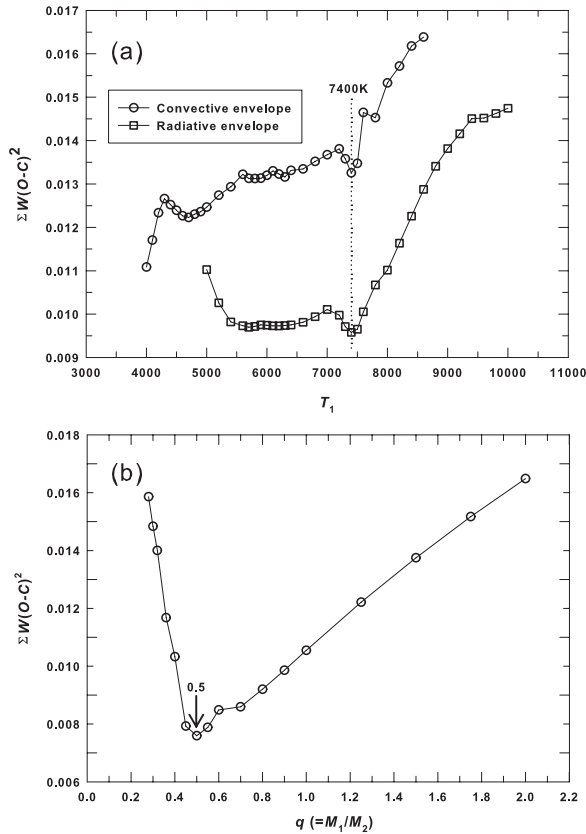 0.017
(a)
0.016
7400K
0.015
Convective envelope
Radiative envelope
0.014
ΣW(O-C)²
0.013
0.012
0.011
0.010
0.009
3000 4000 5000 6000 7000 8000 9000 10000 11000
T₁
0.018
(b)
0.016
0.014
ΣW(O-C)²
0.012
0.010
0.5
0.008
0.006
0.0 0.2 0.4 0.6 0.8 1.0 1.2 1.4 1.6 1.8 2.0 2.2
q (=M₁/M₂)